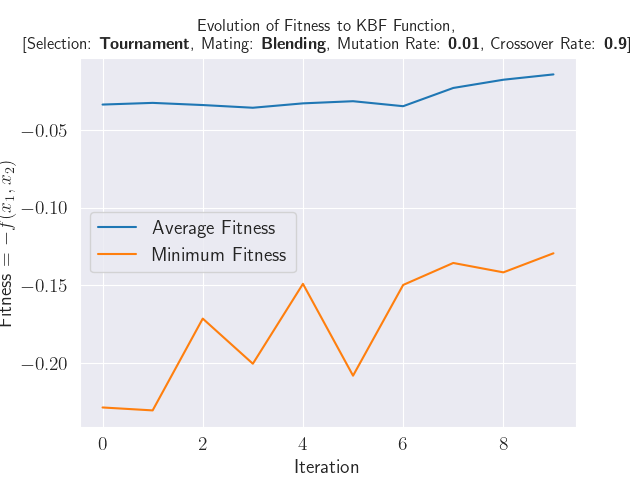 Evolution of Fitness to KBF Function,
[Selection: Tournament, Mating: Blending, Mutation Rate: 0.01, Crossover Rate: 0.9]
−0.05
−0.10
−0.15
−0.20
Fitness = −f(x₁, x₂)
Average Fitness
Minimum Fitness
0
2
4
6
8
Iteration